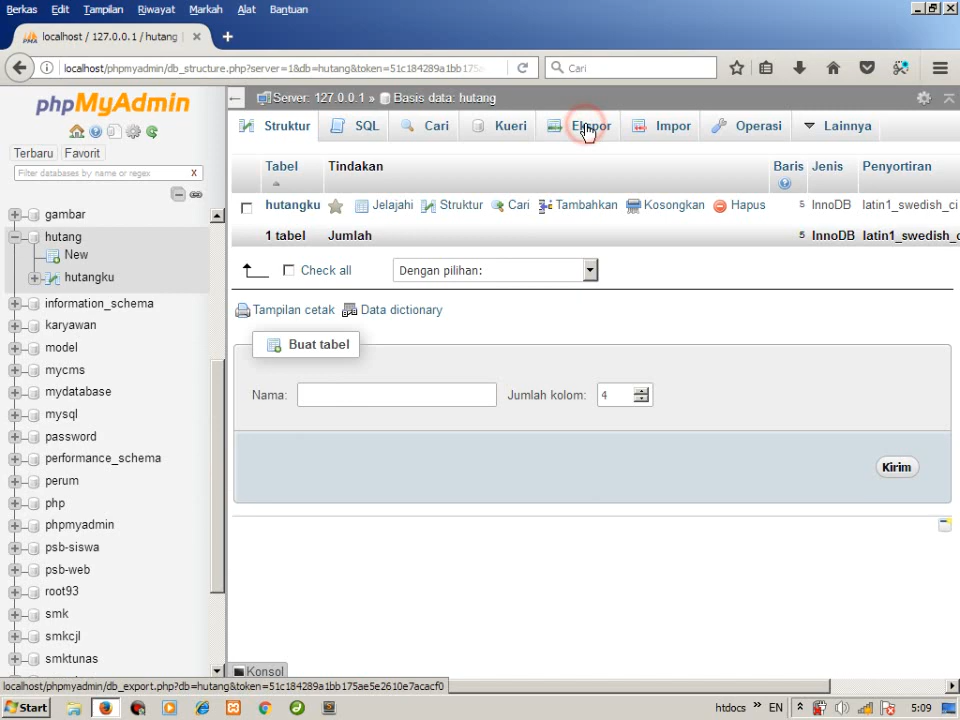 Berkas Edit Tampilan Riwayat Markah Alat Bantuan
localhost / 127.0.0.1 / hutang
localhost/phpmyadmin/db_structure.php?server=1&db=hutang&token=51c184289a1bb175a
Cari
phpMyAdmin
Server: 127.0.0.1 » Basis data: hutang
Struktur SQL Cari Kueri Ekspor Impor Operasi Lainnya
Terbaru Favorit
Filter databases by name or regex X
gambar
hutang
New
hutangku
information_schema
karyawan
model
mycms
mydatabase
mysql
password
performance_schema
perum
php
phpmyadmin
psb-siswa
psb-web
root93
smk
smkcjl
smktunas
Tabel Tindakan Baris Jenis Penyortiran
hutangku Jelajahi Struktur Cari Tambahkan Kosongkan Hapus 5 InnoDB latin1_swedish_ci
1 tabel Jumlah 5 InnoDB latin1_swedish_c
Check all Dengan pilihan:
Tampilan cetak Data dictionary
Buat tabel
Nama: Jumlah kolom: 4
Kirim
Konsol
localhost/phpmyadmin/db_export.php?db=hutang&token=51c184289a1bb175ae5e2610e7acacf0
Start htdocs » EN 5:09